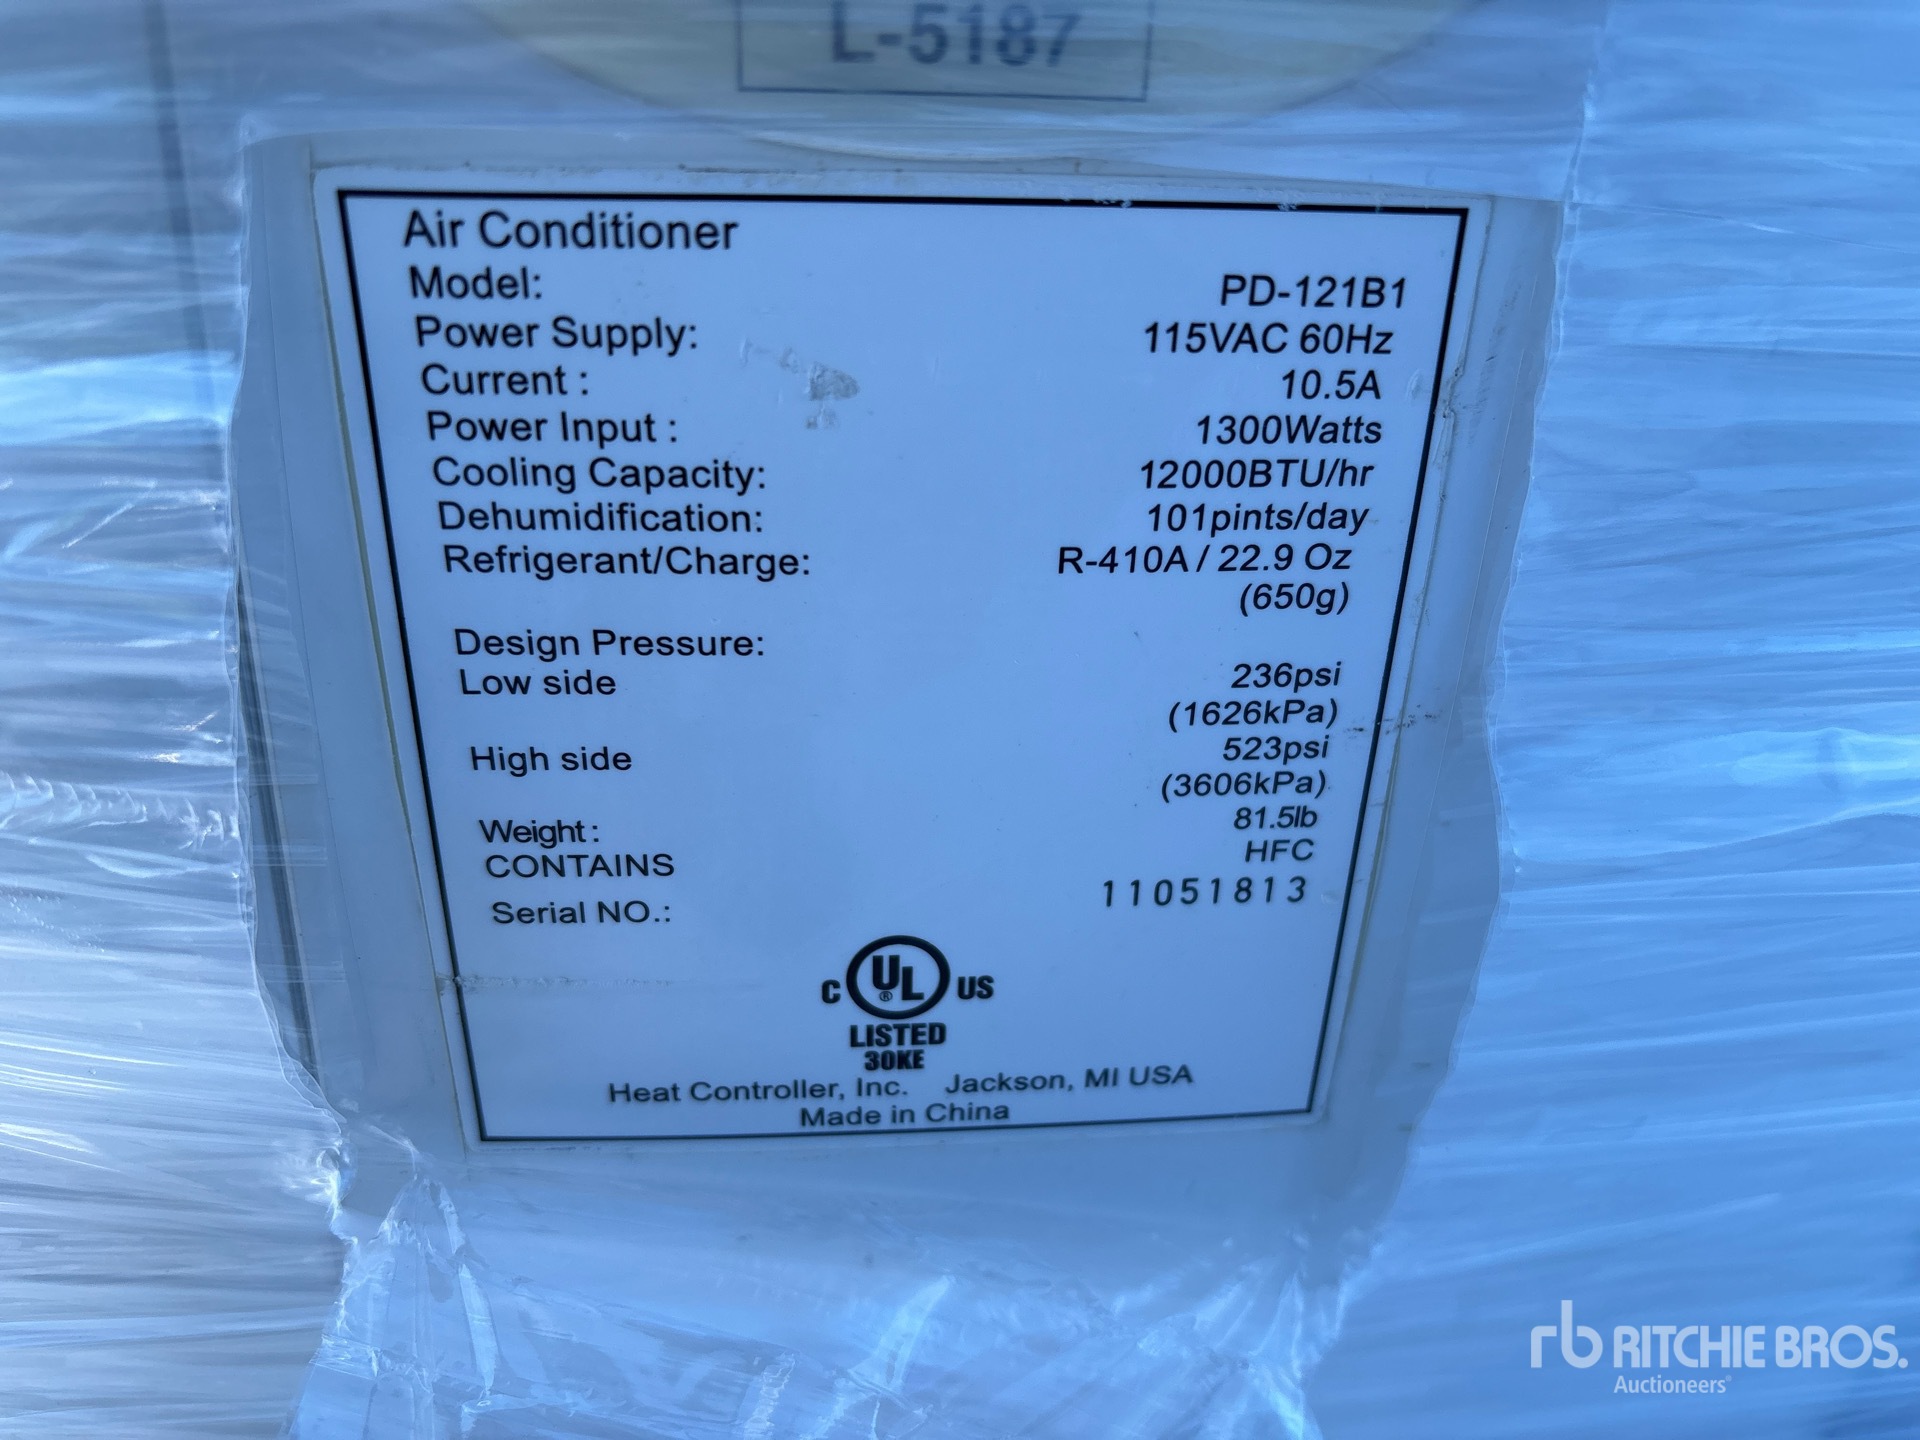 L-5187
Air Conditioner
Model: PD-121B1
Power Supply: 115VAC 60Hz
Current : 10.5A
Power Input : 1300Watts
Cooling Capacity: 12000BTU/hr
Dehumidification: 101pints/day
Refrigerant/Charge: R-410A / 22.9 Oz
(650g)
Design Pressure:
Low side 236psi
(1626kPa)
High side 523psi
(3606kPa)
Weight : 81.5lb
CONTAINS HFC
Serial NO.: 11051813
C UL ® US
LISTED
30KE
Heat Controller, Inc. Jackson, MI USA
Made in China
rb RITCHIE BROS.
Auctioneers